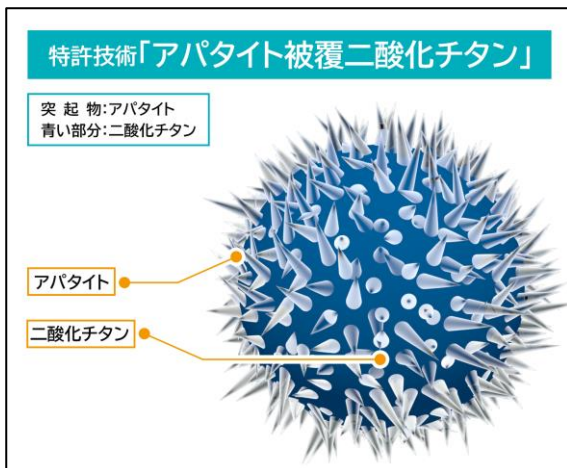 特許技術「アパタイト被覆二酸化チタン」
突起物:アパタイト
青い部分:二酸化チタン
アパタイト
二酸化チタン